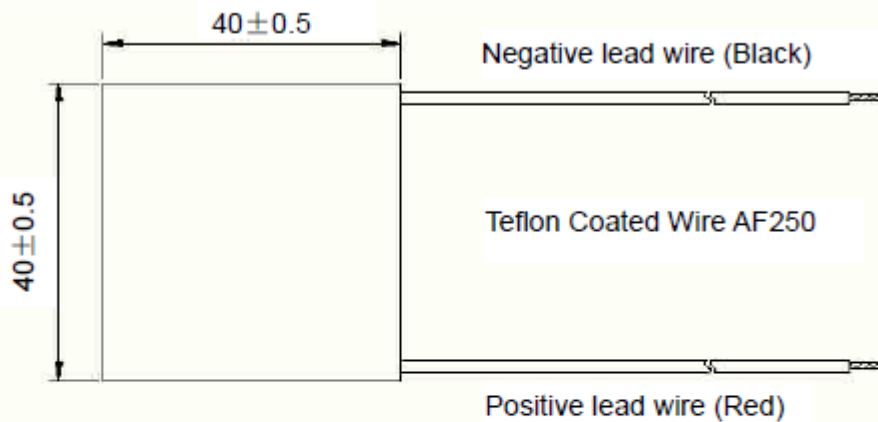 40±0.5
Negative lead wire (Black)
40±0.5
Teflon Coated Wire AF250
Positive lead wire (Red)